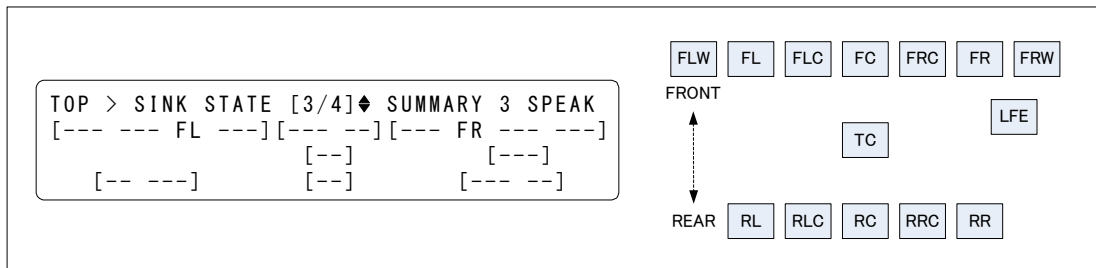 TOP > SINK STATE [3/4]♦ SUMMARY 3 SPEAK
[--- --- FL ---][--- --][--- FR --- ---]
[--] [---]
[-- ---] [--] [--- --]
FLW FL FLC FC FRC FR FRW
FRONT
LFE
TC
REAR RL RLC RC RRC RR